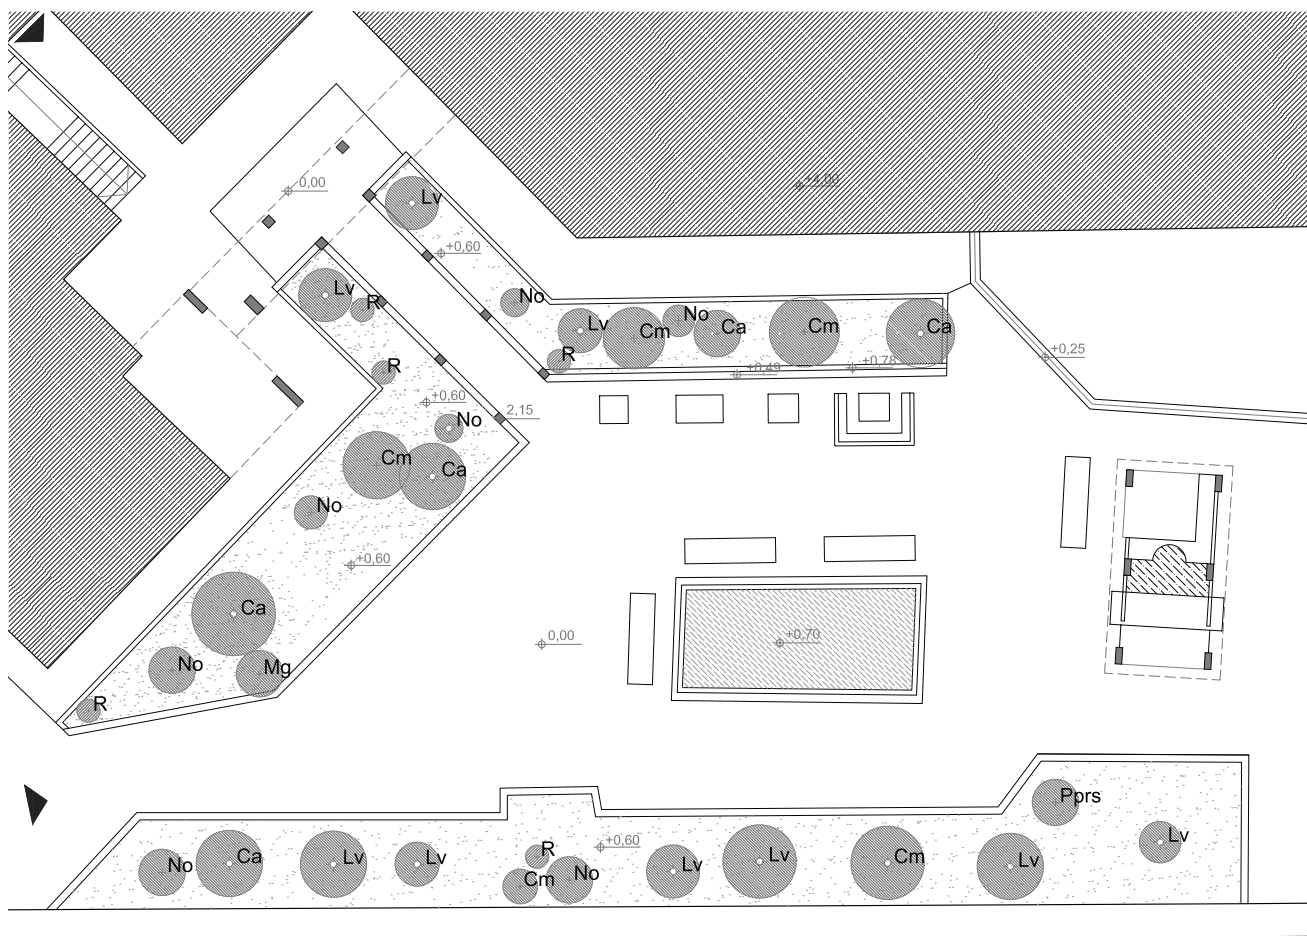 +4,00
0,00
Lv
+0,60
Lv
R
No
Lv
Cm
No
Ca
Cm
Ca
R
+0,49
+0,78
+0,25
R
+0,60
No
2,15
Cm
Ca
No
+0,60
Ca
No
Mg
R
0,00
+0,70
Pprs
No
Ca
Lv
Lv
R
+0,60
Cm
No
Lv
Lv
Cm
Lv
Lv